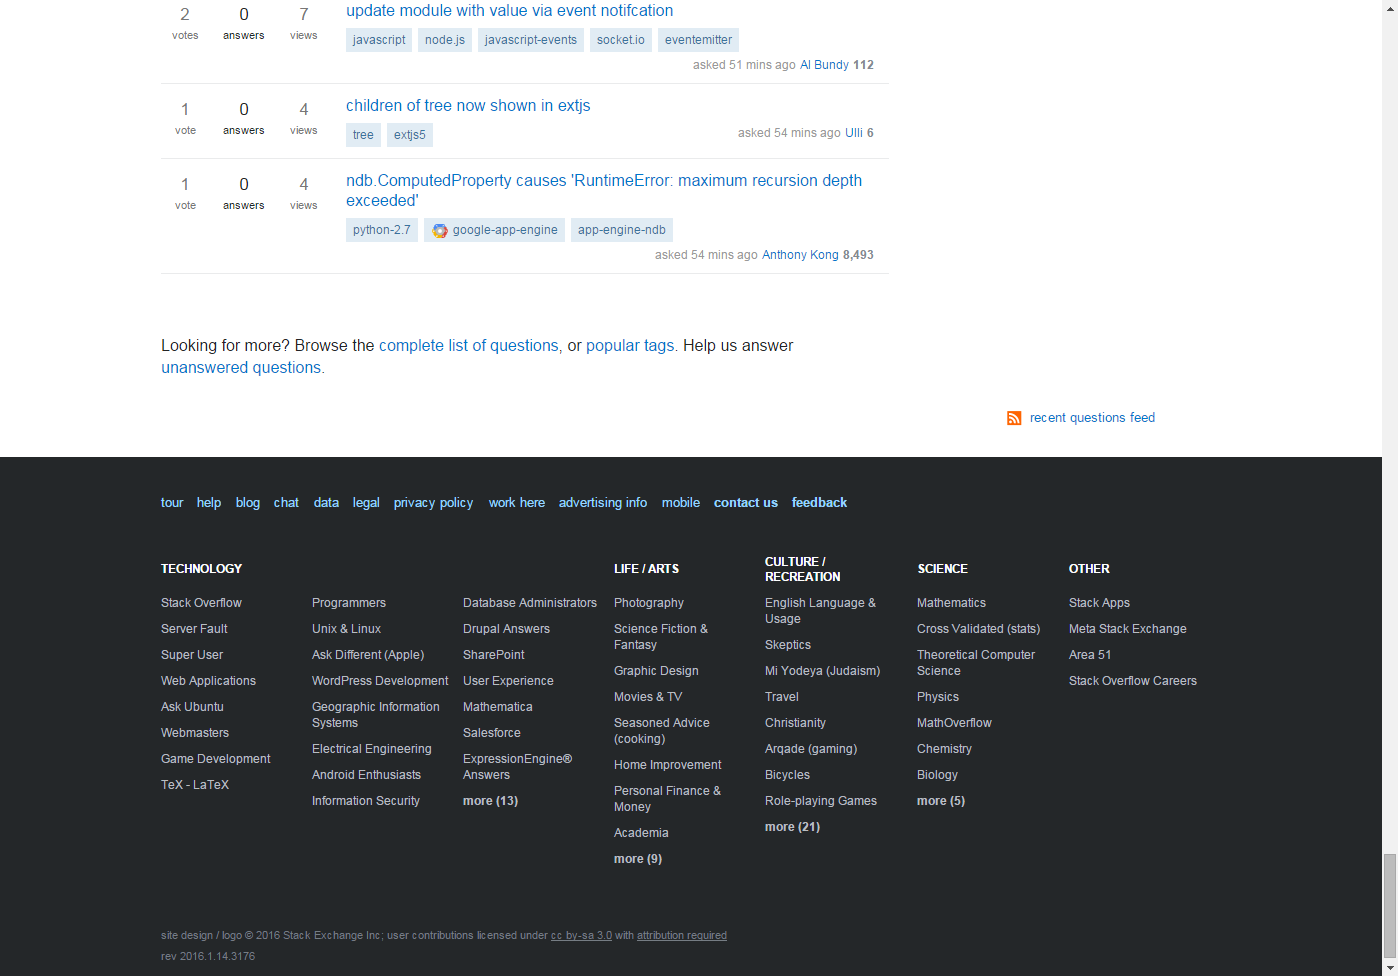 2 0 7 update module with value via event notifcation
votes answers views
javascript node.js javascript-events socket.io eventemitter
asked 51 mins ago Al Bundy 112
1 0 4 children of tree now shown in extjs
vote answers views
tree extjs5 asked 54 mins ago Ulli 6
1 0 4 ndb.ComputedProperty causes 'RuntimeError: maximum recursion depth
vote answers views exceeded'
python-2.7 google-app-engine app-engine-ndb
asked 54 mins ago Anthony Kong 8,493
Looking for more? Browse the complete list of questions, or popular tags. Help us answer
unanswered questions.
recent questions feed
tour help blog chat data legal privacy policy work here advertising info mobile contact us feedback
TECHNOLOGY
Stack Overflow
Server Fault
Super User
Web Applications
Ask Ubuntu
Webmasters
Game Development
TeX - LaTeX
Programmers
Unix & Linux
Ask Different (Apple)
WordPress Development
Geographic Information
Systems
Electrical Engineering
Android Enthusiasts
Information Security
Database Administrators
Drupal Answers
SharePoint
User Experience
Mathematica
Salesforce
ExpressionEngine®
Answers
more (13)
LIFE / ARTS
Photography
Science Fiction &
Fantasy
Graphic Design
Movies & TV
Seasoned Advice
(cooking)
Home Improvement
Personal Finance &
Money
Academia
more (9)
CULTURE /
RECREATION
English Language &
Usage
Skeptics
Mi Yodeya (Judaism)
Travel
Christianity
Arqade (gaming)
Bicycles
Role-playing Games
more (21)
SCIENCE
Mathematics
Cross Validated (stats)
Theoretical Computer
Science
Physics
MathOverflow
Chemistry
Biology
more (5)
OTHER
Stack Apps
Meta Stack Exchange
Area 51
Stack Overflow Careers
site design / logo © 2016 Stack Exchange Inc; user contributions licensed under cc by-sa 3.0 with attribution required
rev 2016.1.14.3176